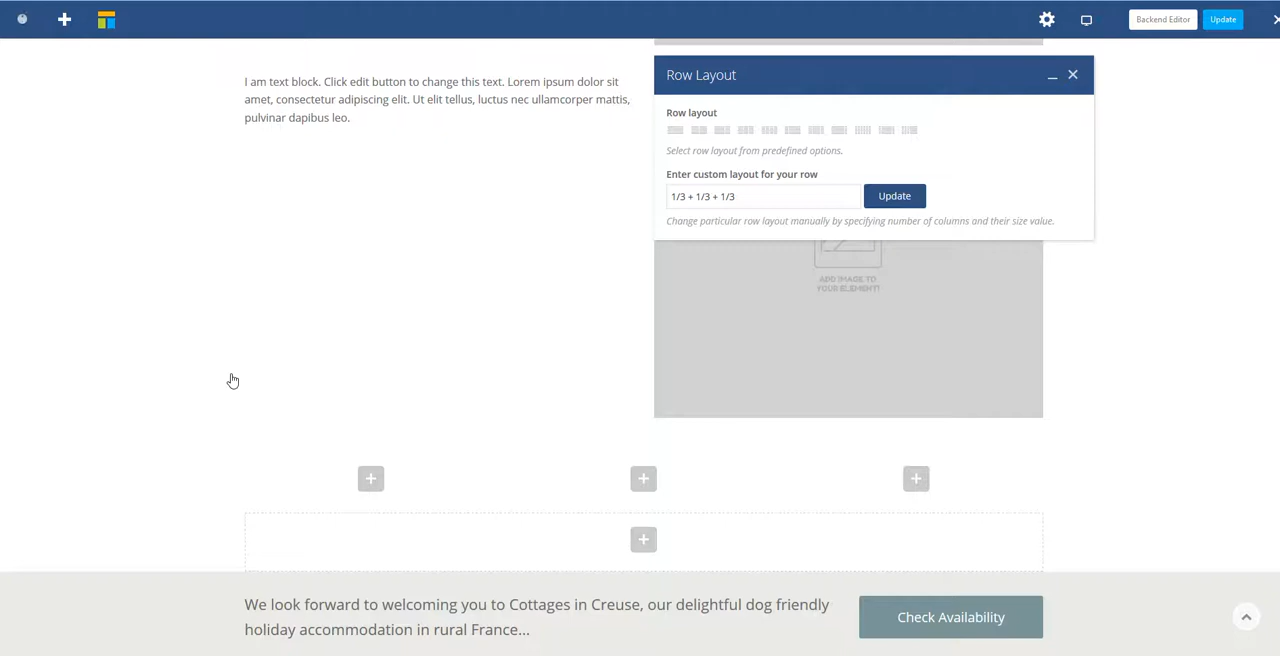 Backend Editor
Update
I am text block. Click edit button to change this text. Lorem ipsum dolor sit
amet, consectetur adipiscing elit. Ut elit tellus, luctus nec ullamcorper mattis,
pulvinar dapibus leo.
Row Layout
Row layout
Select row layout from predefined options.
Enter custom layout for your row
1/3 + 1/3 + 1/3
Update
Change particular row layout manually by specifying number of columns and their size value.
ADD IMAGE TO
YOUR ELEMENT!
We look forward to welcoming you to Cottages in Creuse, our delightful dog friendly
holiday accommodation in rural France...
Check Availability